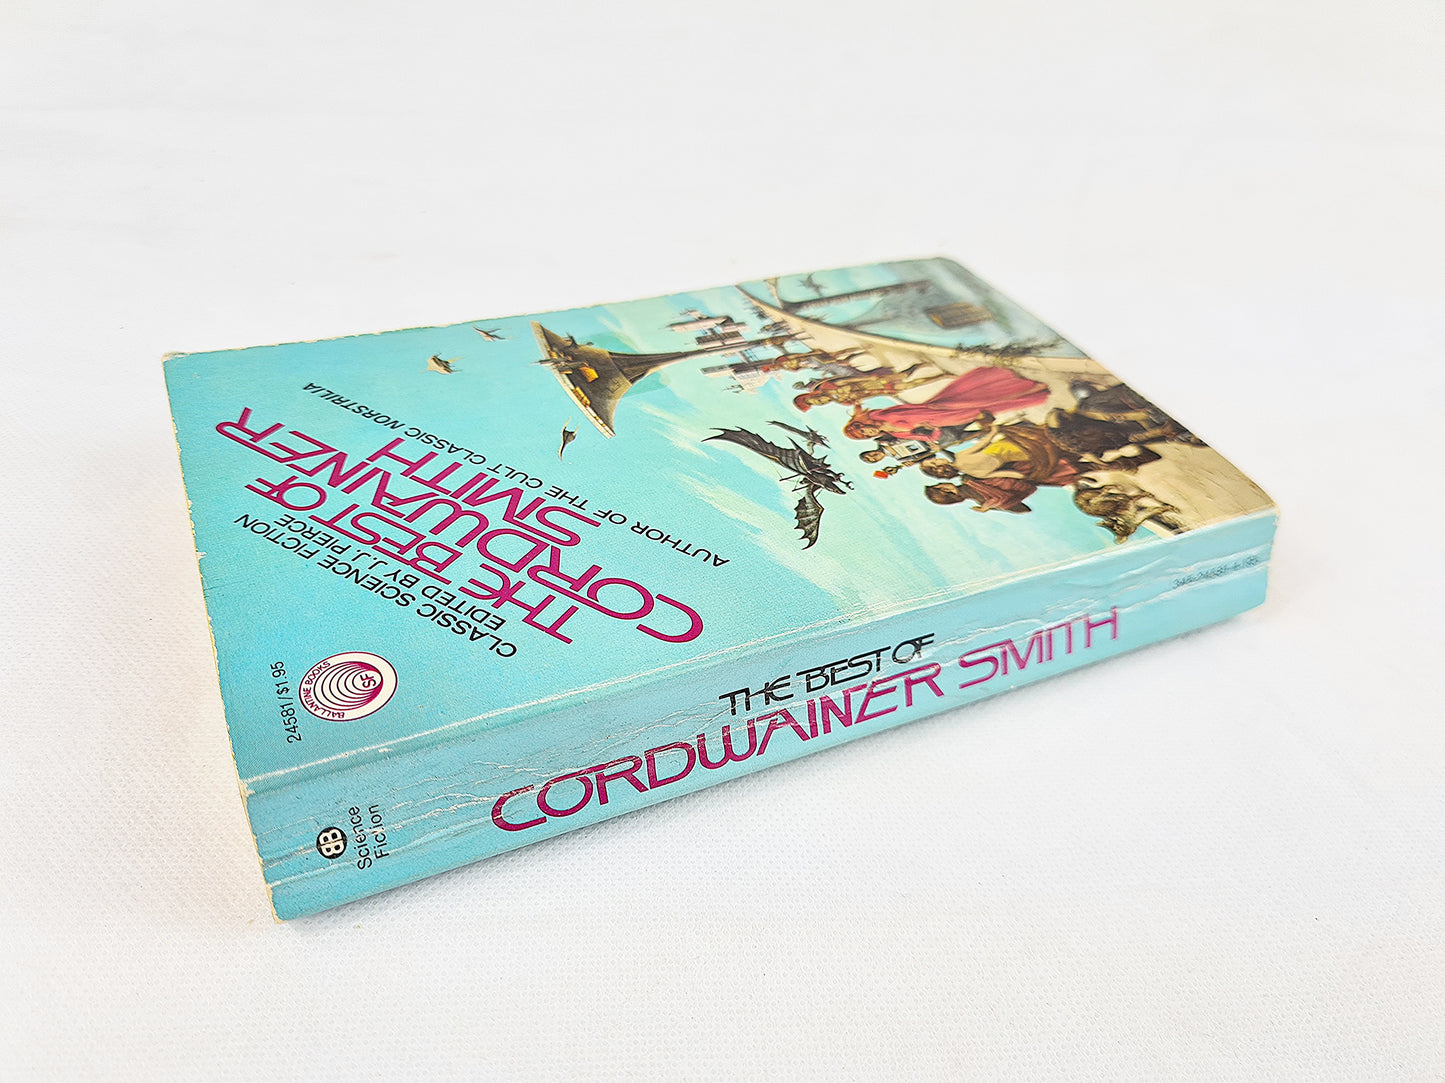 24581/$1.95
BALLANTINE BOOKS
SF
CLASSIC SCIENCE FICTION
EDITED BY J.J. PIERCE
THE BEST OF
CORDWAINER
SMITH
AUTHOR OF THE CULT CLASSIC NORSTRILIA
BB
Science
Fiction
THE BEST OF
CORDWAINER SMITH